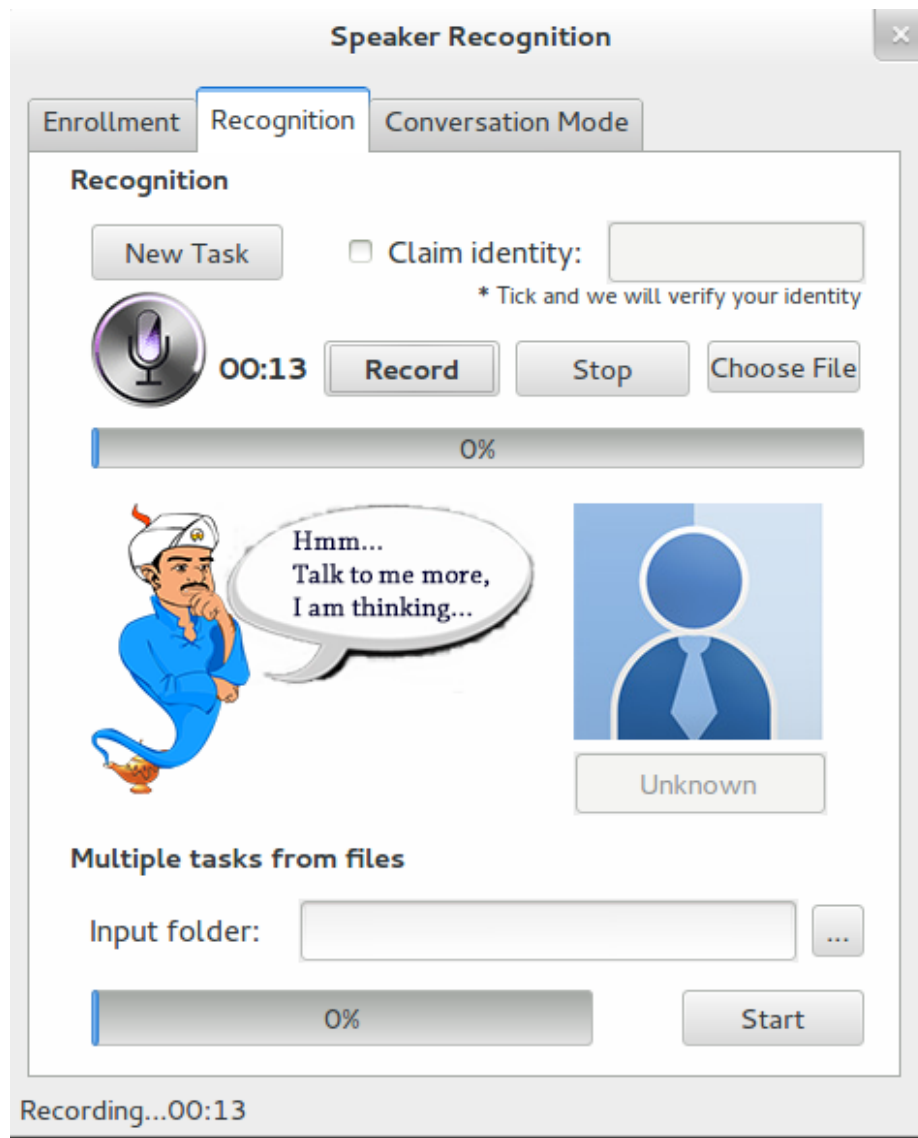 Speaker Recognition
Enrollment Recognition Conversation Mode
Recognition
New Task Claim identity:
* Tick and we will verify your identity
00:13 Record Stop Choose File
0%
Hmm...
Talk to me more,
I am thinking...
Unknown
Multiple tasks from files
Input folder: ...
0% Start
Recording...00:13